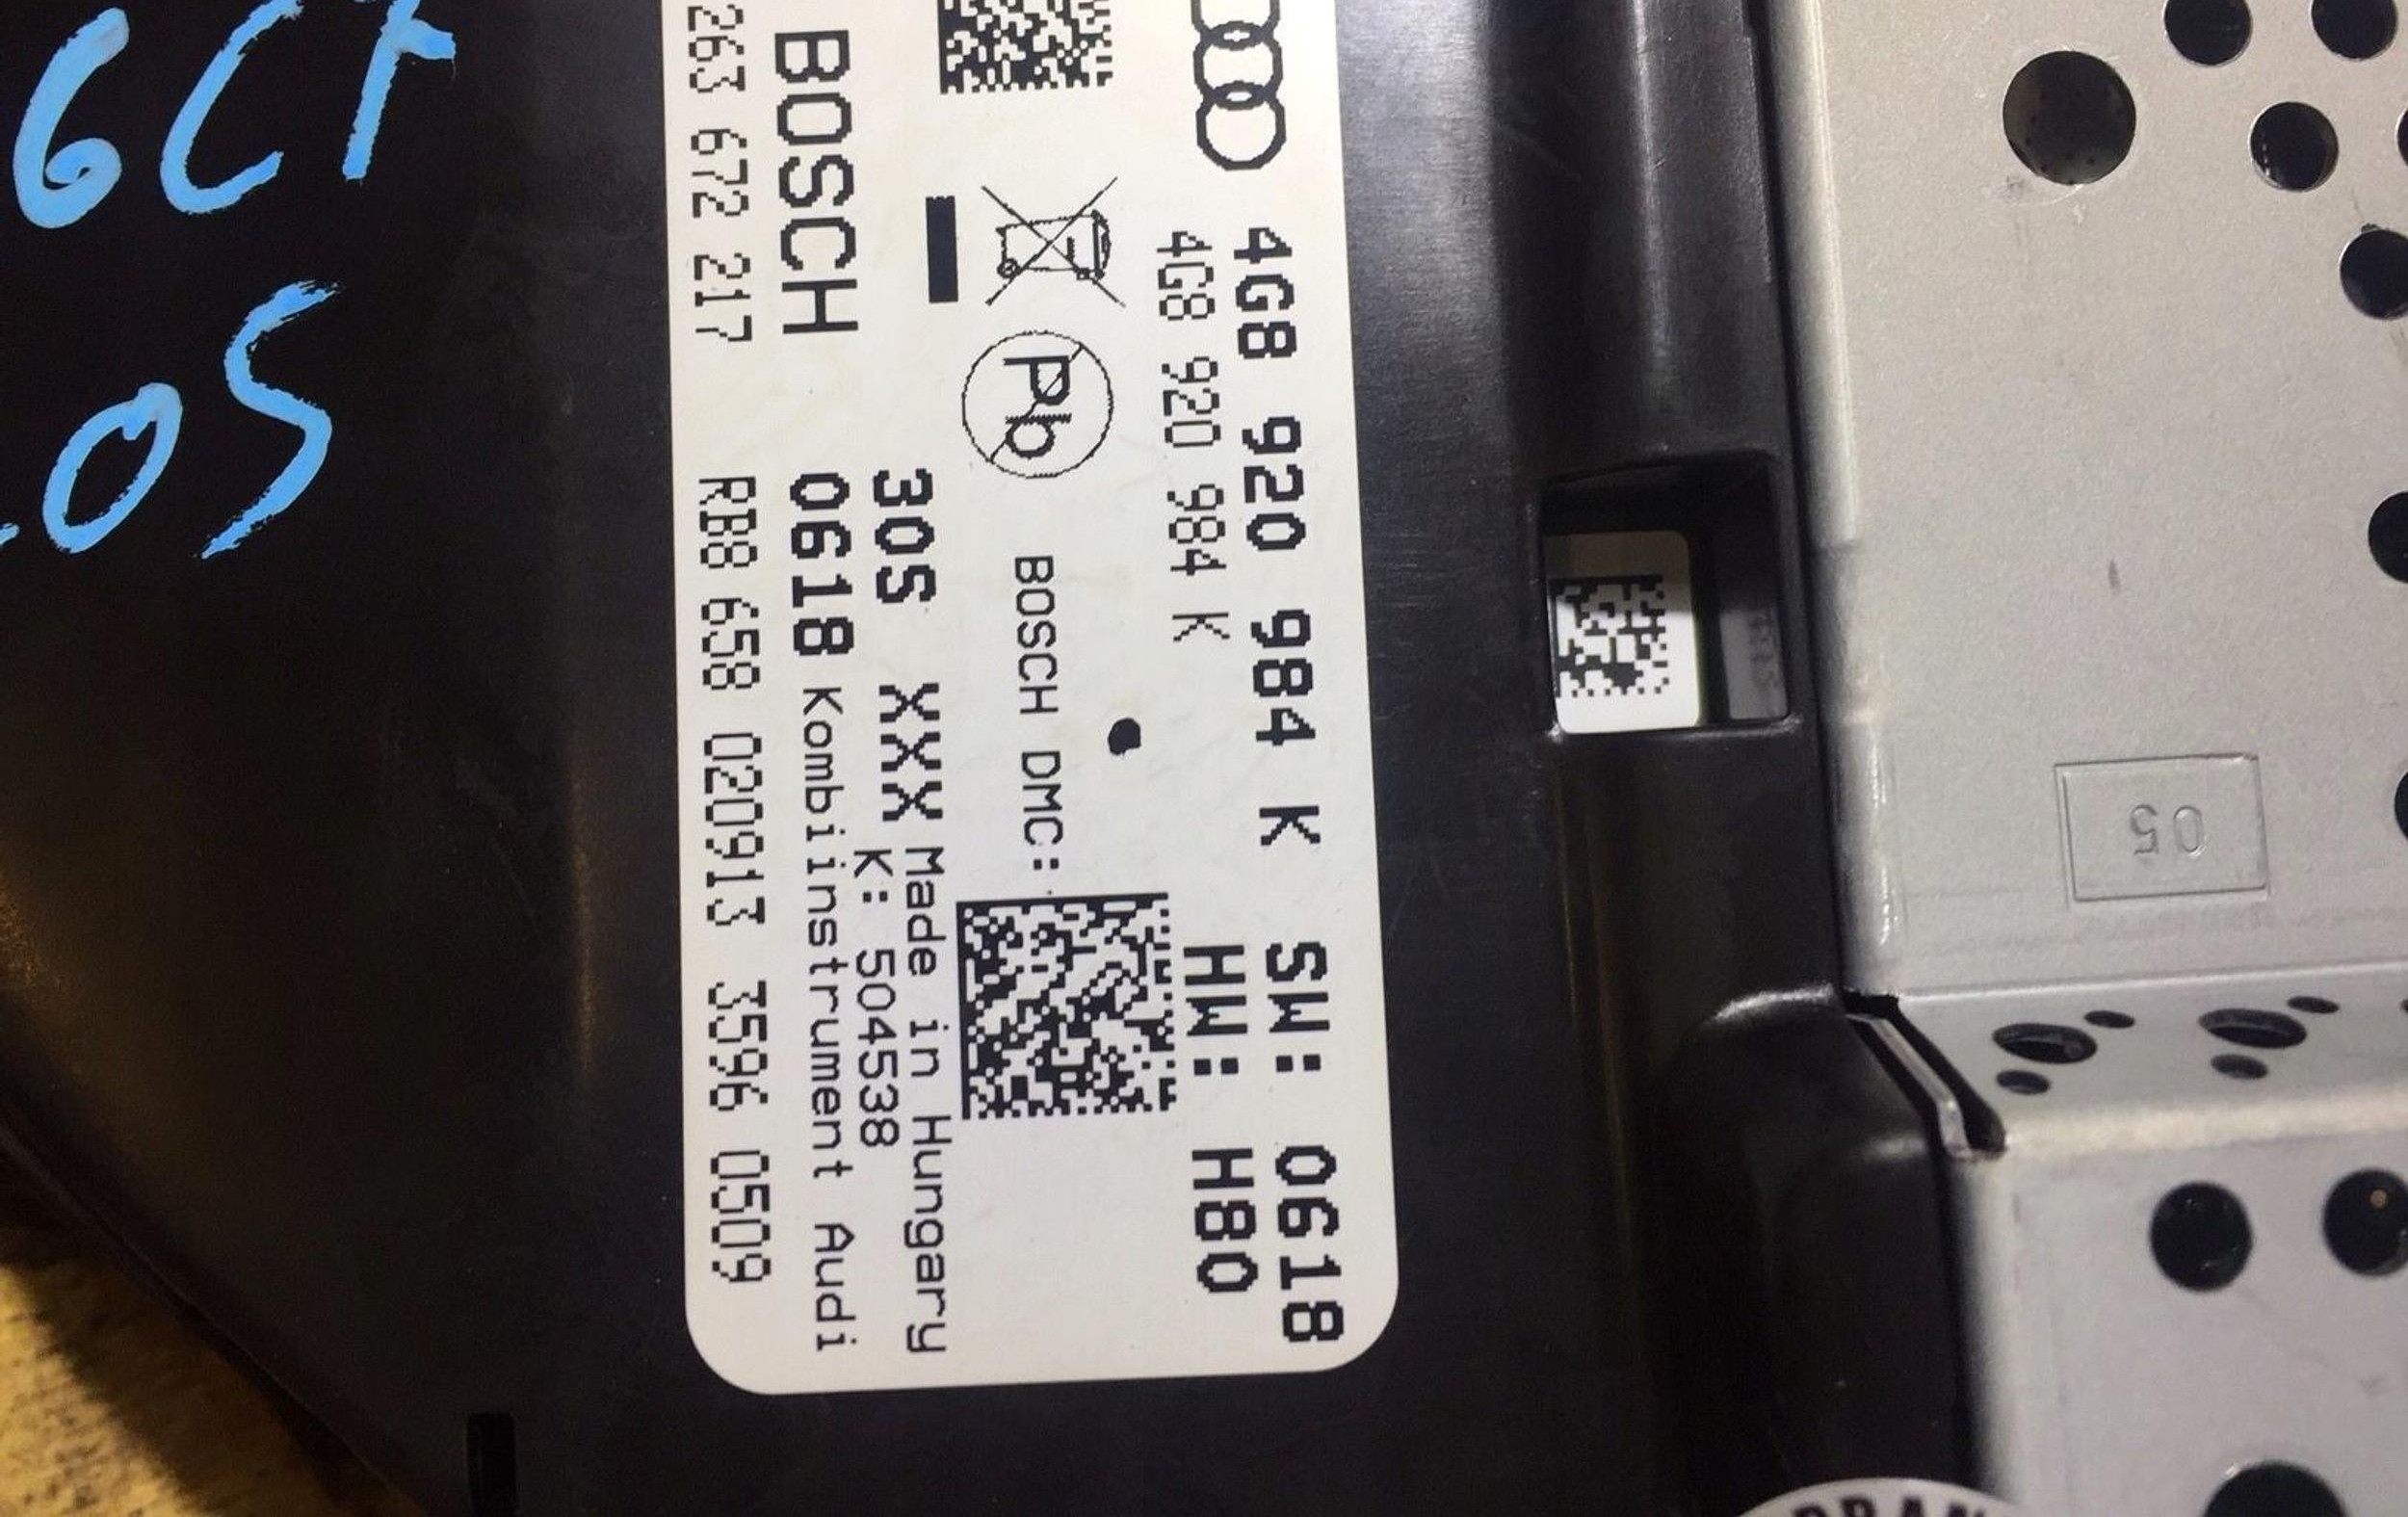 4G8 920 984 K SW: 0618
4G8 920 984 K HW: H80
Pb BOSCH DMC:
30S XXX Made in Hungary
K: 504538
BOSCH 0618 Kombiinstrument Audi
263 672 217 RB8 658 020913 3596 0509
05